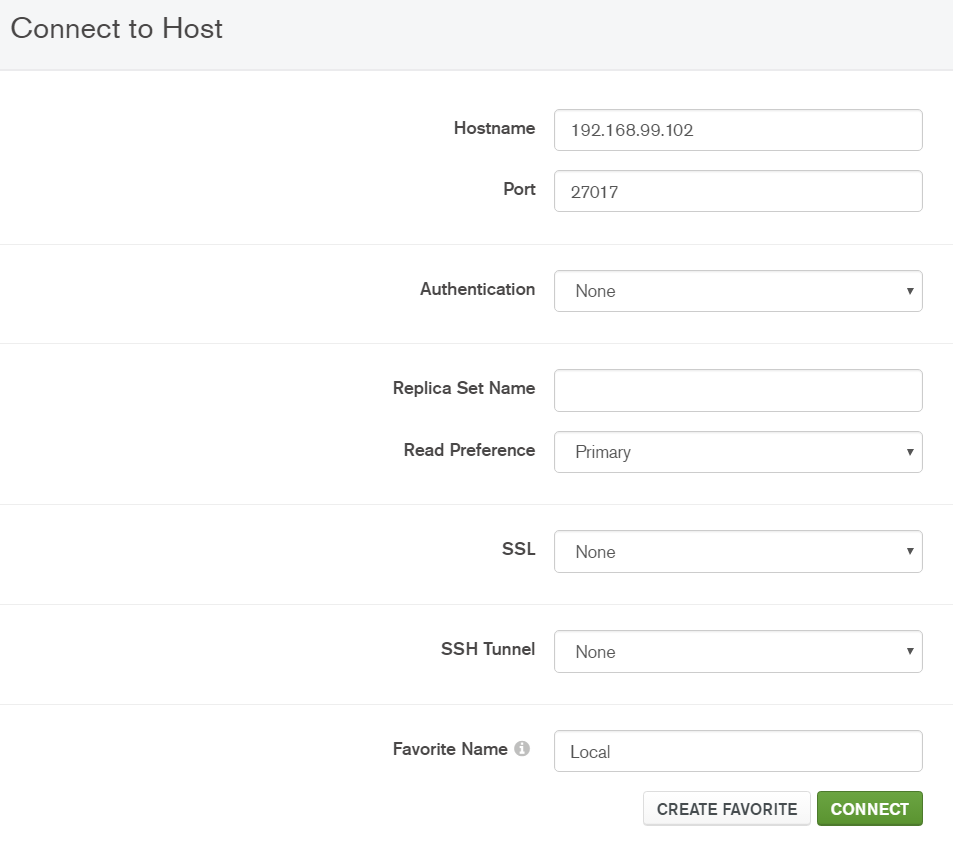 Connect to Host
Hostname 192.168.99.102
Port 27017
Authentication None
Replica Set Name
Read Preference Primary
SSL None
SSH Tunnel None
Favorite Name Local
CREATE FAVORITE CONNECT